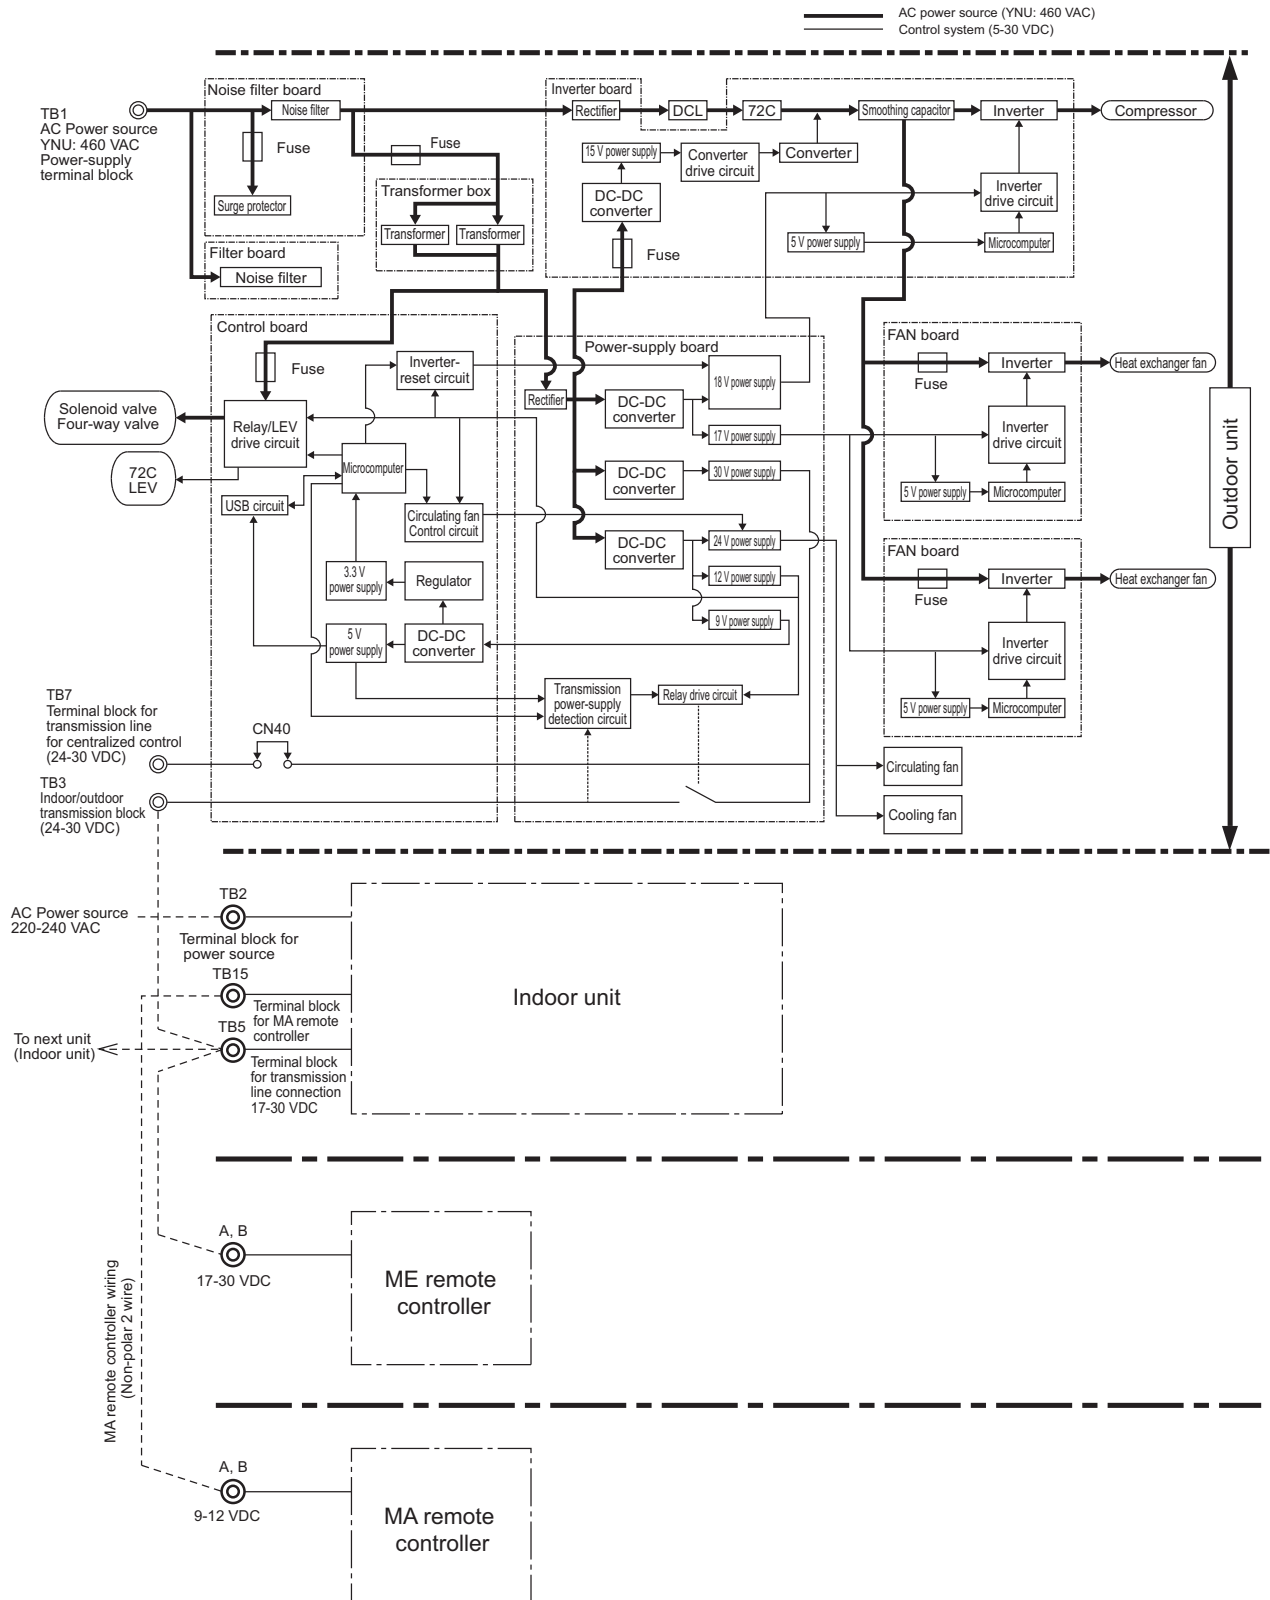 AC power source (YNU: 460 VAC)
Control system (5-30 VDC)
TB1
AC Power source
YNU: 460 VAC
Power-supply
terminal block
Noise filter board
Noise filter
Fuse
Surge protector
Fuse
Filter board
Noise filter
Transformer box
Transformer
Transformer
Inverter board
Rectifier
DCL
72C
Smoothing capacitor
Inverter
Compressor
15 V power supply
Converter
drive circuit
Converter
DC-DC
converter
Fuse
Inverter
drive circuit
5 V power supply
Microcomputer
Control board
Fuse
Inverter-
reset circuit
Solenoid valve
Four-way valve
Relay/LEV
drive circuit
72C
LEV
Microcomputer
USB circuit
Circulating fan
Control circuit
3.3 V
power supply
Regulator
5 V
power supply
DC-DC
converter
CN40
Power-supply board
Rectifier
DC-DC
converter
18 V power supply
17 V power supply
DC-DC
converter
30 V power supply
DC-DC
converter
24 V power supply
12 V power supply
9 V power supply
Transmission
power-supply
detection circuit
Relay drive circuit
FAN board
Fuse
Inverter
Heat exchanger fan
Inverter
drive circuit
5 V power supply
Microcomputer
FAN board
Fuse
Inverter
Heat exchanger fan
Inverter
drive circuit
5 V power supply
Microcomputer
Circulating fan
Cooling fan
Outdoor unit
TB7
Terminal block for
transmission line
for centralized control
(24-30 VDC)
TB3
Indoor/outdoor
transmission block
(24-30 VDC)
AC Power source
220-240 VAC
TB2
Terminal block for
power source
TB15
Terminal block
for MA remote
controller
To next unit
(Indoor unit)
TB5
Terminal block
for transmission
line connection
17-30 VDC
Indoor unit
MA remote controller wiring
(Non-polar 2 wire)
A, B
17-30 VDC
ME remote
controller
A, B
9-12 VDC
MA remote
controller